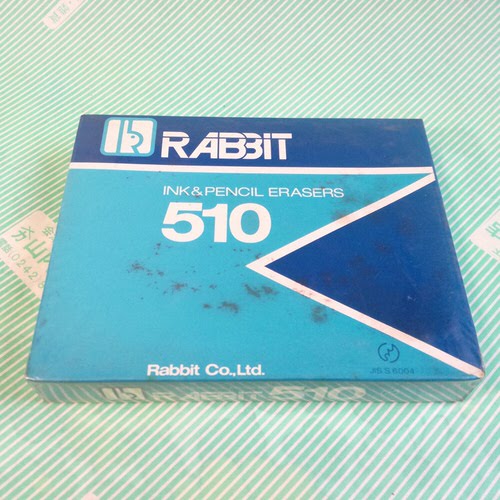 RABBIT
INK & PENCIL ERASERS
510
Rabbit Co., Ltd.
JIS S 6004
RABBIT 510